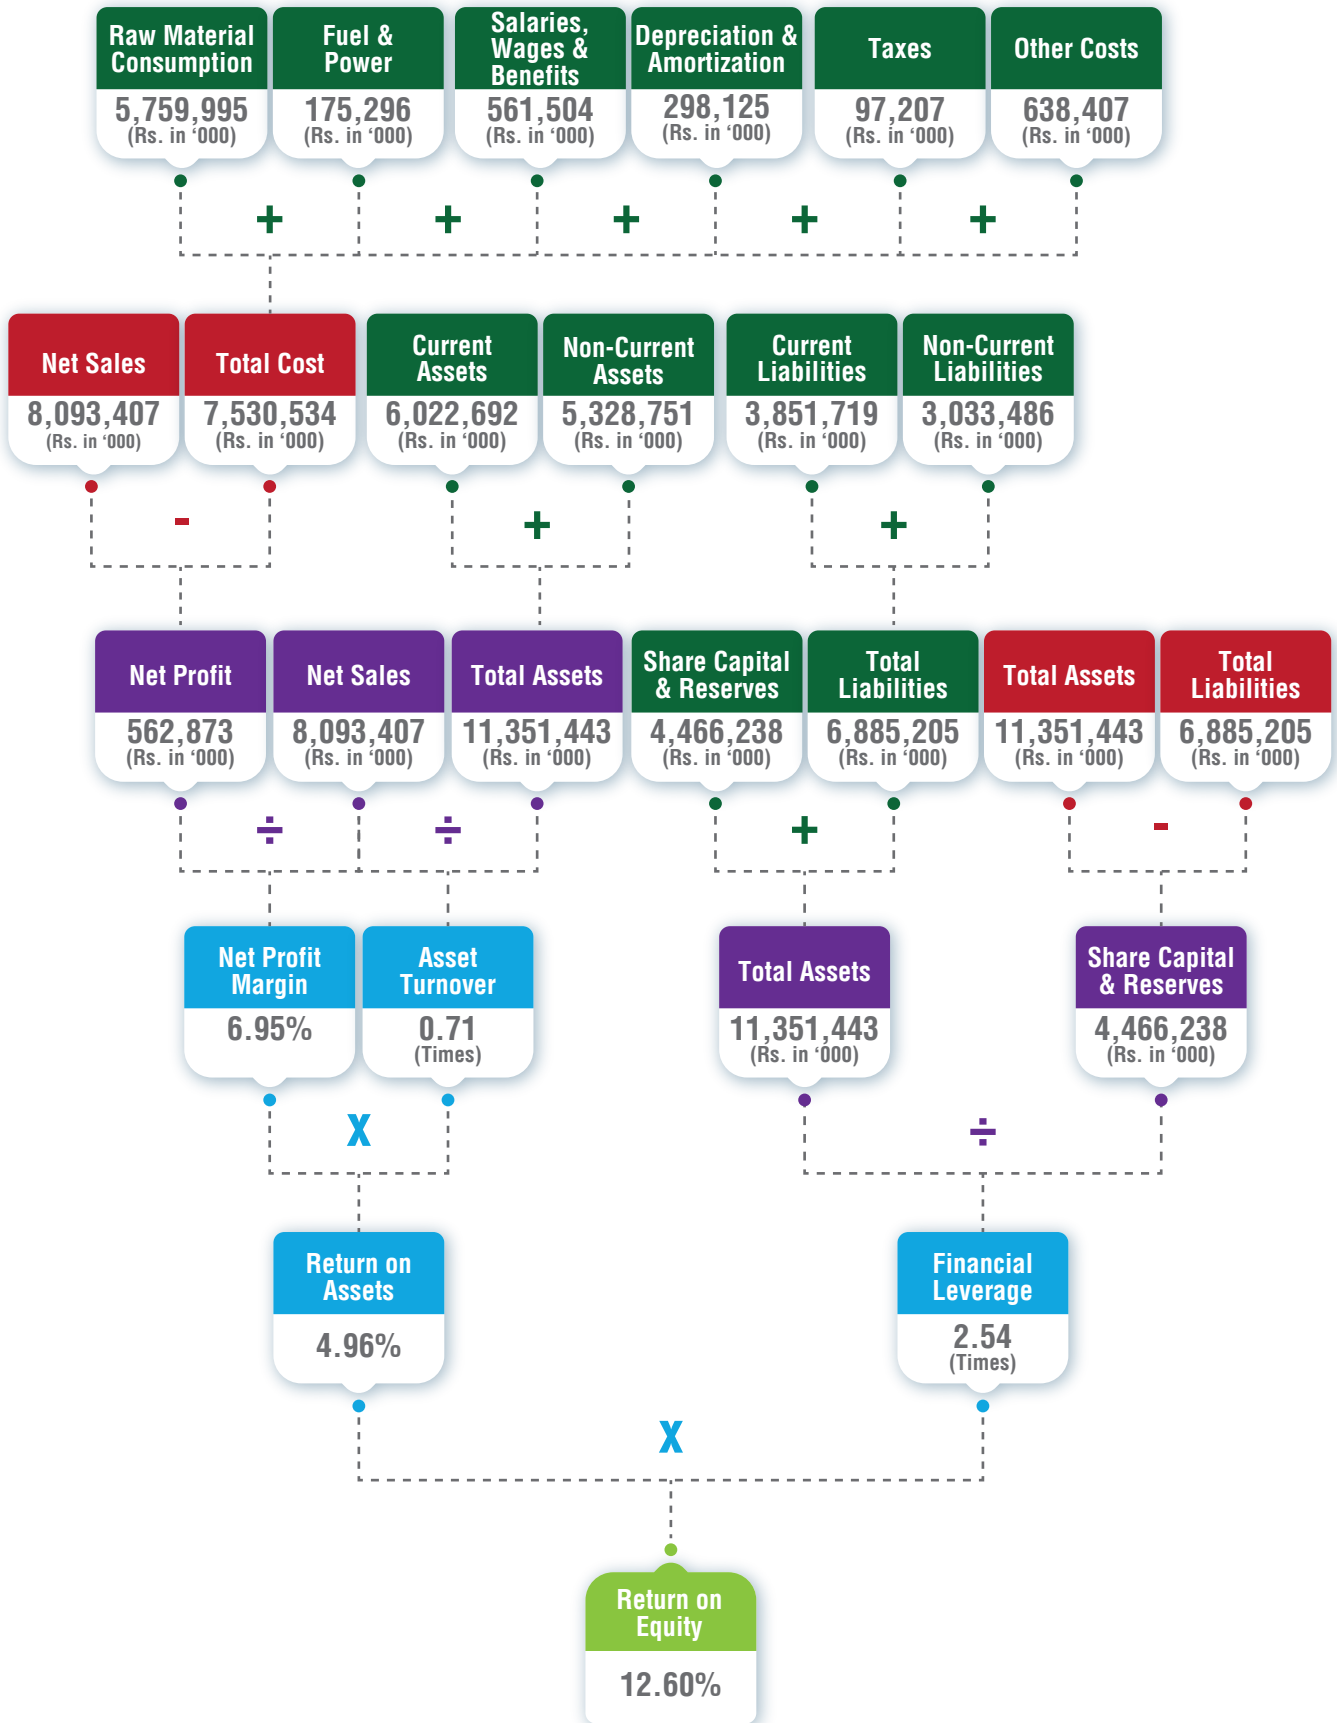 Raw Material
Consumption
5,759,995
(Rs. in ‘000)
Fuel &
Power
175,296
(Rs. in ‘000)
Salaries,
Wages &
Benefits
561,504
(Rs. in ‘000)
Depreciation &
Amortization
298,125
(Rs. in ‘000)
Taxes
97,207
(Rs. in ‘000)
Other Costs
638,407
(Rs. in ‘000)
+ + + + +
Net Sales
8,093,407
(Rs. in ‘000)
Total Cost
7,530,534
(Rs. in ‘000)
Current
Assets
6,022,692
(Rs. in ‘000)
Non-Current
Assets
5,328,751
(Rs. in ‘000)
Current
Liabilities
3,851,719
(Rs. in ‘000)
Non-Current
Liabilities
3,033,486
(Rs. in ‘000)
- + +
Net Profit
562,873
(Rs. in ‘000)
Net Sales
8,093,407
(Rs. in ‘000)
Total Assets
11,351,443
(Rs. in ‘000)
Share Capital
& Reserves
4,466,238
(Rs. in ‘000)
Total
Liabilities
6,885,205
(Rs. in ‘000)
Total Assets
11,351,443
(Rs. in ‘000)
Total
Liabilities
6,885,205
(Rs. in ‘000)
÷ ÷ + -
Net Profit
Margin
6.95%
Asset
Turnover
0.71
(Times)
Total Assets
11,351,443
(Rs. in ‘000)
Share Capital
& Reserves
4,466,238
(Rs. in ‘000)
X ÷
Return on
Assets
4.96%
Financial
Leverage
2.54
(Times)
X
Return on
Equity
12.60%